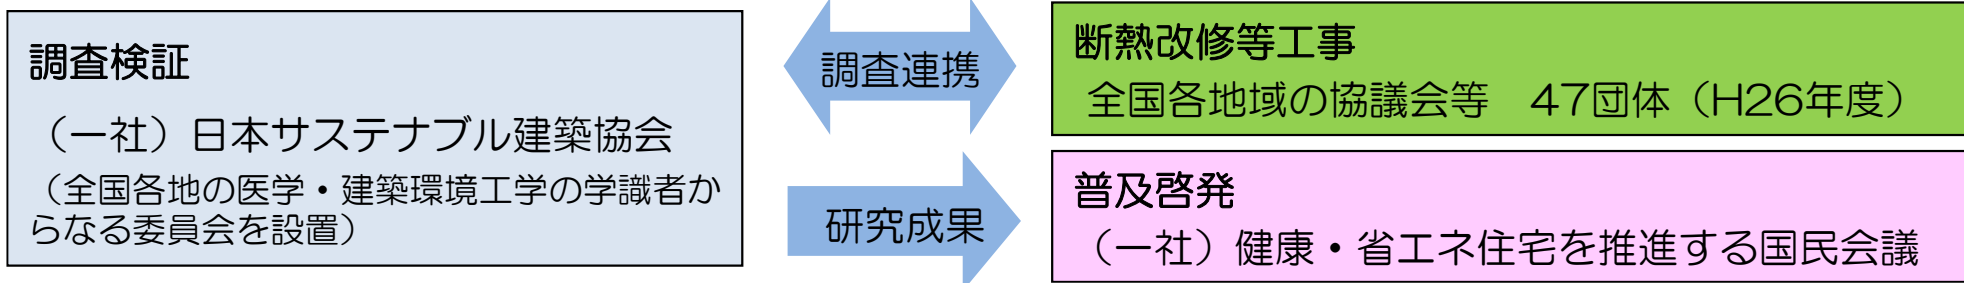 調査検証
（一社）日本サステナブル建築協会
（全国各地の医学・建築環境工学の学識者か
らなる委員会を設置）
調査連携
研究成果
断熱改修等工事
全国各地域の協議会等　47団体（H26年度）
普及啓発
（一社）健康・省エネ住宅を推進する国民会議